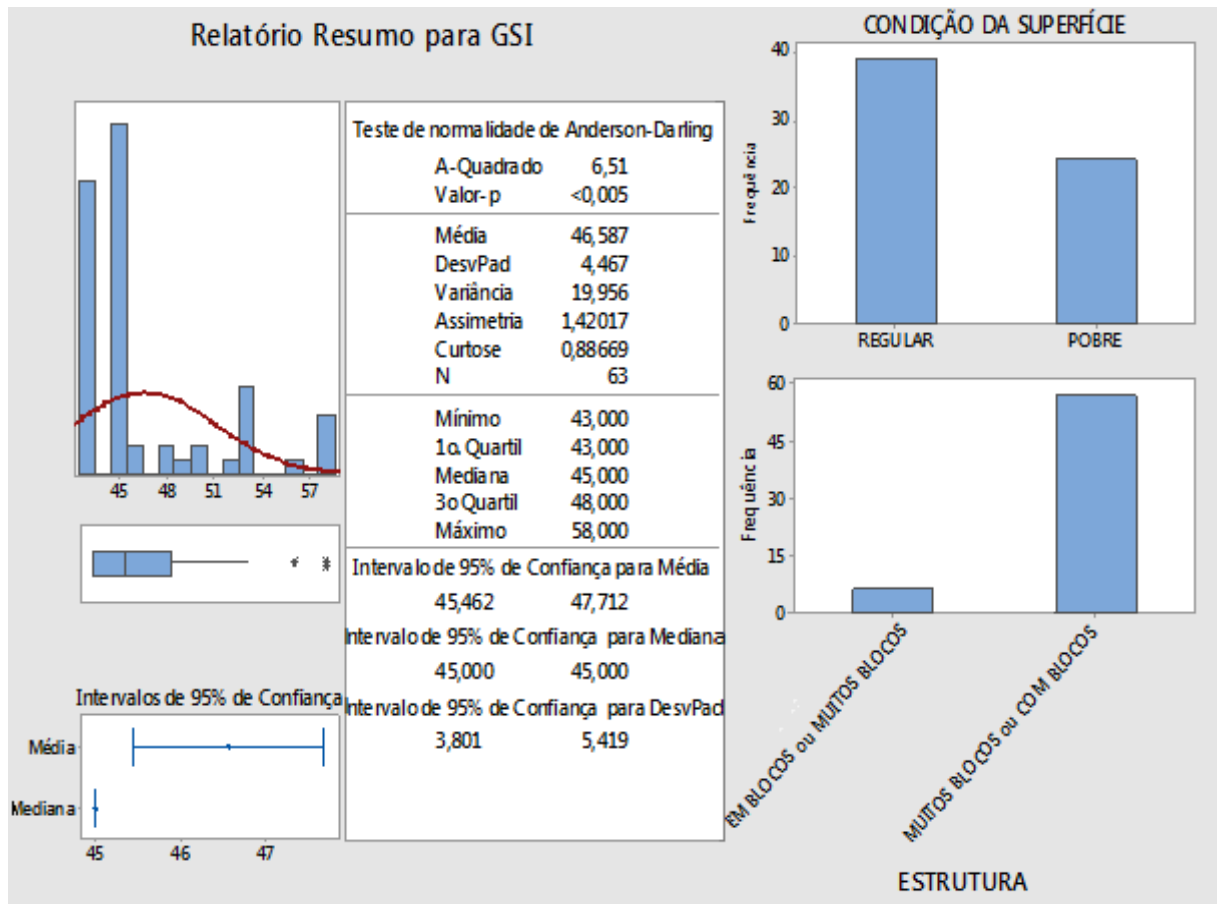 Relatório Resumo para GSI
45 48 51 54 57
Intervalos de 95% de Confiança
Média
Mediana
45 46 47
Teste de normalidade de Anderson-Darling
A-Quadrado 6,51
Valor-p <0,005
Média 46,587
DesvPad 4,467
Variância 19,956
Assimetria 1,42017
Curtose 0,88669
N 63
Mínimo 43,000
1o. Quartil 43,000
Mediana 45,000
3o Quartil 48,000
Máximo 58,000
Intervalo de 95% de Confiança para Média
45,462 47,712
Intervalo de 95% de Confiança para Mediana
45,000 45,000
Intervalo de 95% de Confiança para DesvPad
3,801 5,419
CONDIÇÃO DA SUPERFÍCIE
Frequência
40
30
20
10
0
REGULAR POBRE
Frequência
60
45
30
15
0
EM BLOCOS ou MUITOS BLOCOS
MUITOS BLOCOS ou COM BLOCOS
ESTRUTURA